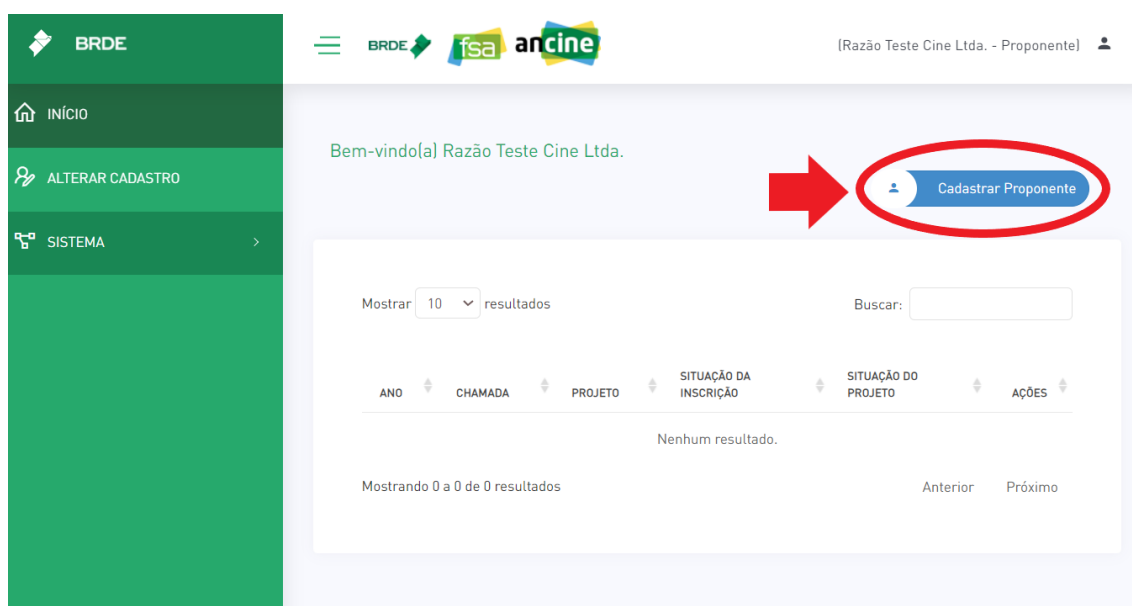 BRDE
BRDE fsa ancine
(Razão Teste Cine Ltda. - Proponente)
INÍCIO
ALTERAR CADASTRO
SISTEMA
Bem-vindo(a) Razão Teste Cine Ltda.
Cadastrar Proponente
Mostrar 10 resultados
Buscar:
ANO CHAMADA PROJETO SITUAÇÃO DA INSCRIÇÃO SITUAÇÃO DO PROJETO AÇÕES
Nenhum resultado.
Mostrando 0 a 0 de 0 resultados
Anterior Próximo